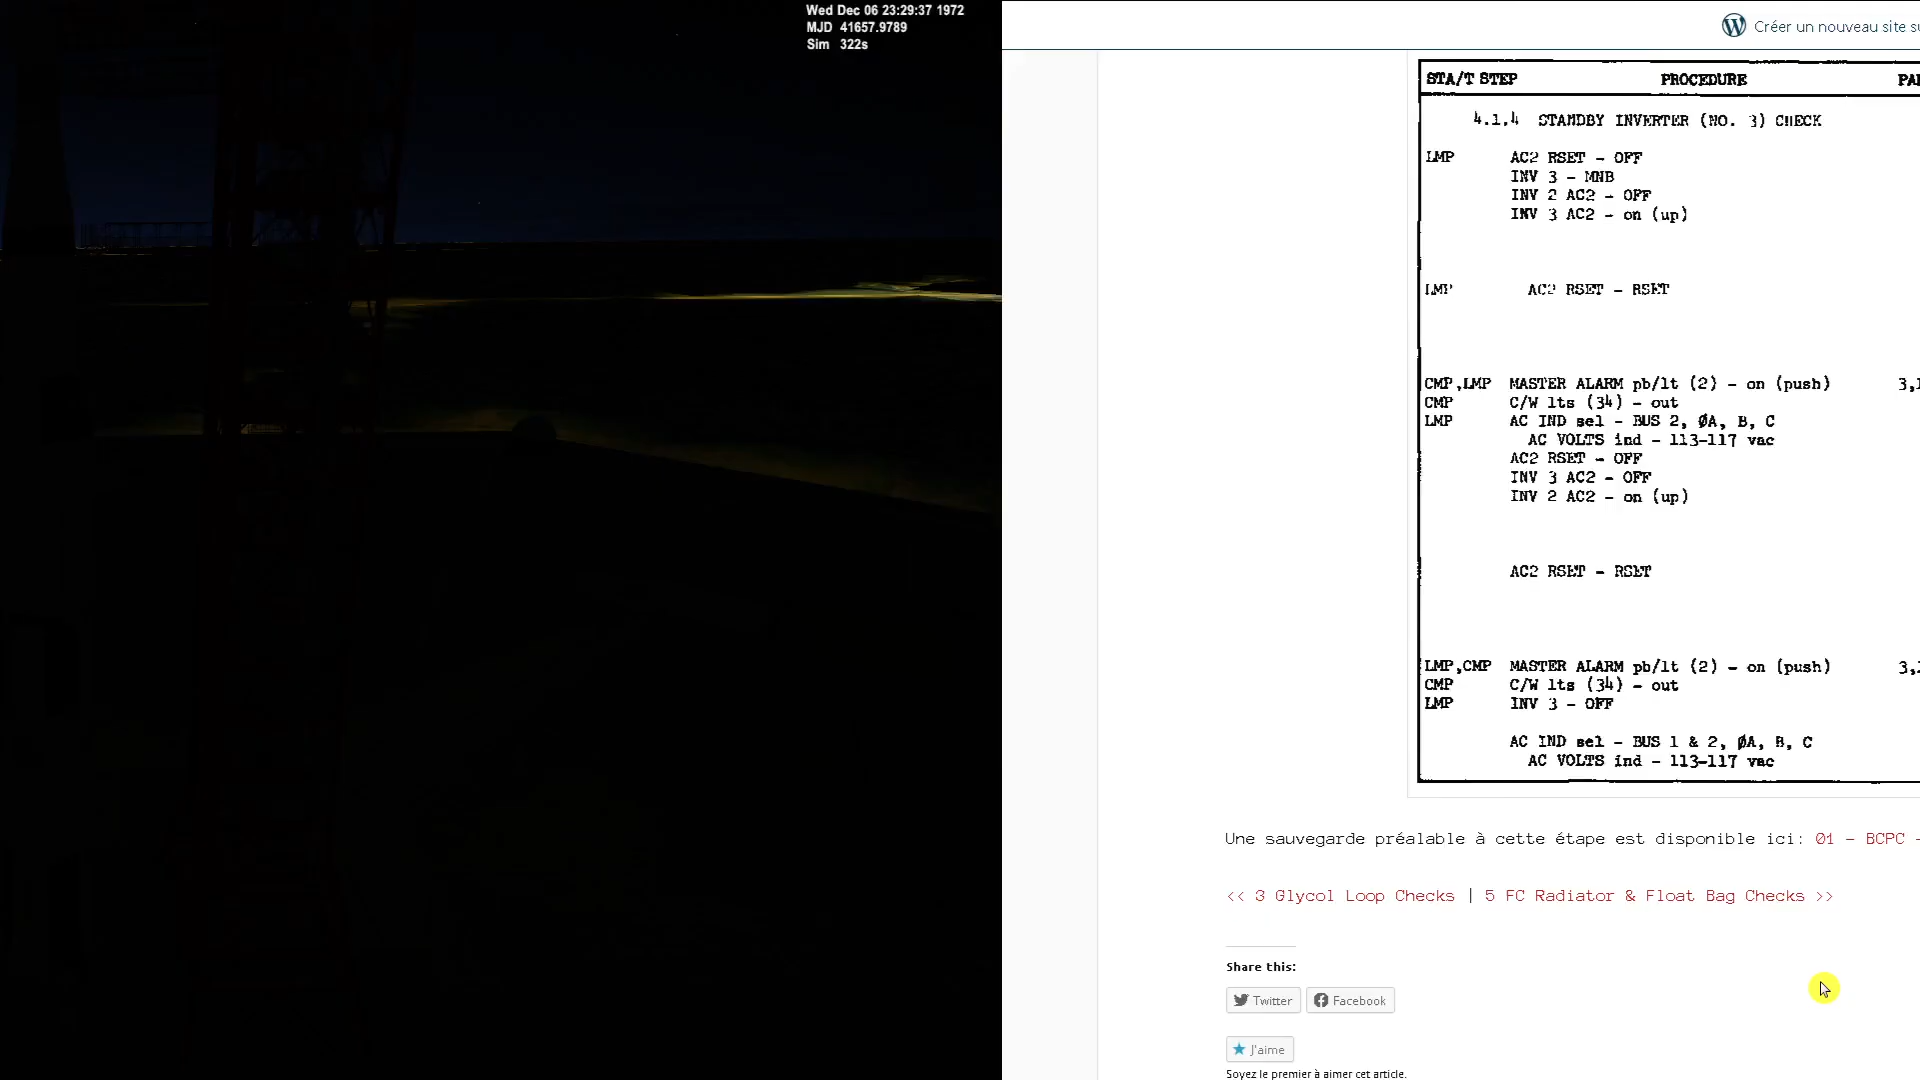 Wed Dec 06 23:29:37 1972
MJD 41657.9789
Sim 322s
Créer un nouveau site
STA/T STEP PROCEDURE
4.1.4 STANDBY INVERTER (NO. 3) CHECK
LMP AC2 RSET - OFF
INV 3 - MNB
INV 2 AC2 - OFF
INV 3 AC2 - on (up)
LMP AC2 RSET - RSET
CMP,LMP MASTER ALARM pb/lt (2) - on (push) 3,
CMP C/W lts (34) - out
LMP AC IND sel - BUS 2, ØA, B, C
AC VOLTS ind - 113-117 vac
AC2 RSET - OFF
INV 3 AC2 - OFF
INV 2 AC2 - on (up)
AC2 RSET - RSET
LMP,CMP MASTER ALARM pb/lt (2) - on (push) 3,
CMP C/W lts (34) - out
LMP INV 3 - OFF
AC IND sel - BUS 1 & 2, ØA, B, C
AC VOLTS ind - 113-117 vac
Une sauvegarde préalable à cette étape est disponible ici: 01 - BCPC -
<< 3 Glycol Loop Checks | 5 FC Radiator & Float Bag Checks >>
Share this:
Twitter Facebook
J'aime
Soyez le premier à aimer cet article.